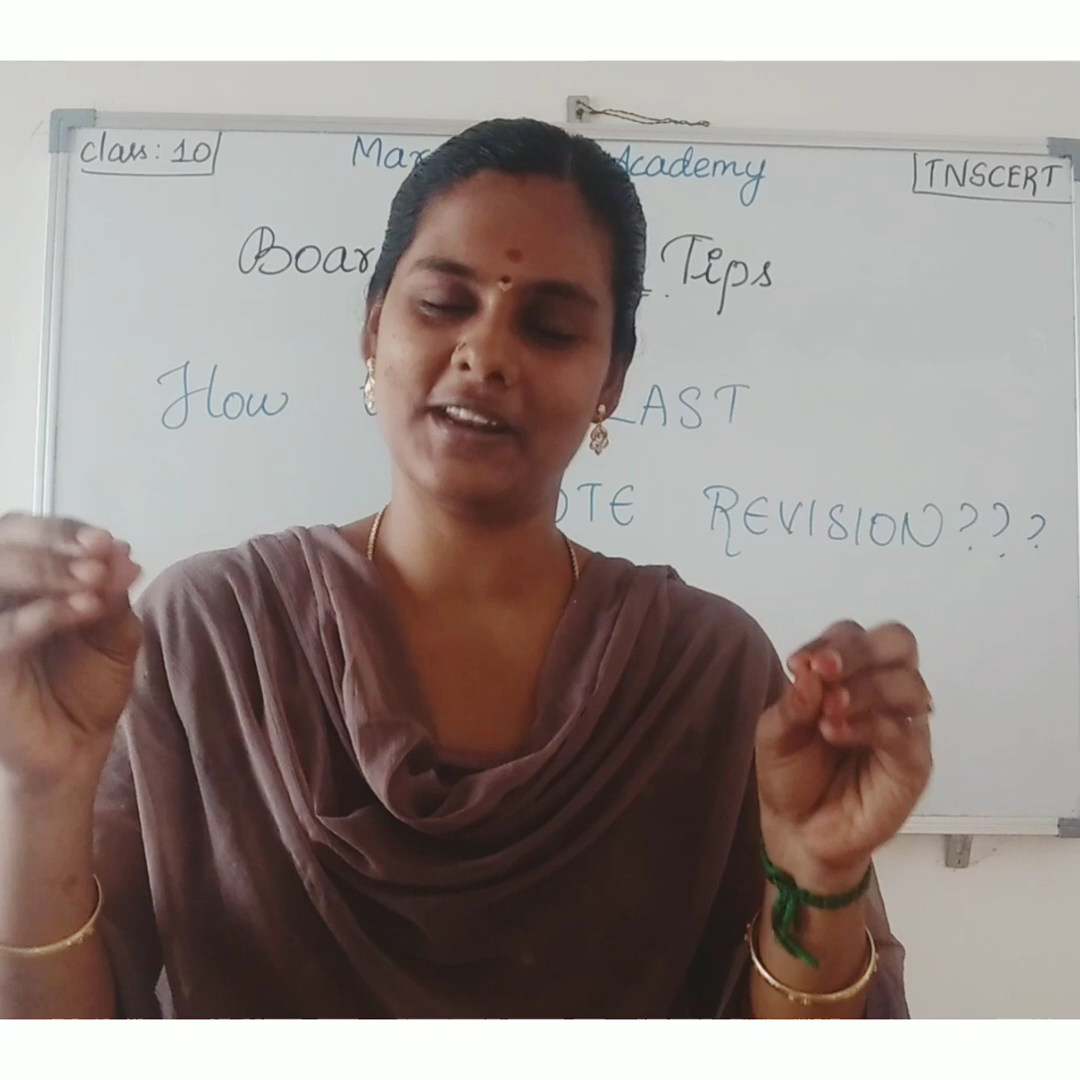 class: 10
Academy
TNSCERT
Tips
How LAST
REVISION???